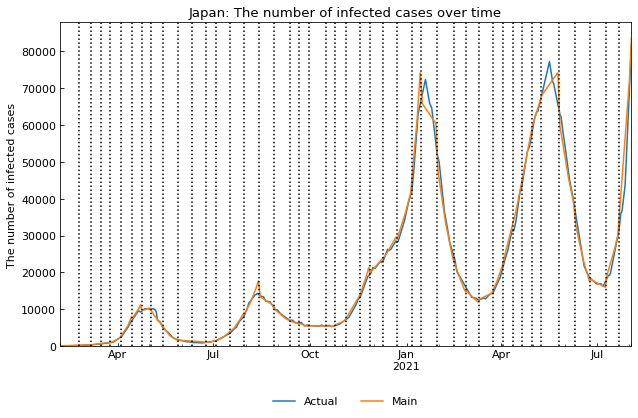 Japan: The number of infected cases over time
The number of infected cases
80000
70000
60000
50000
40000
30000
20000
10000
0
Apr Jul Oct Jan Apr Jul
2021
Actual Main